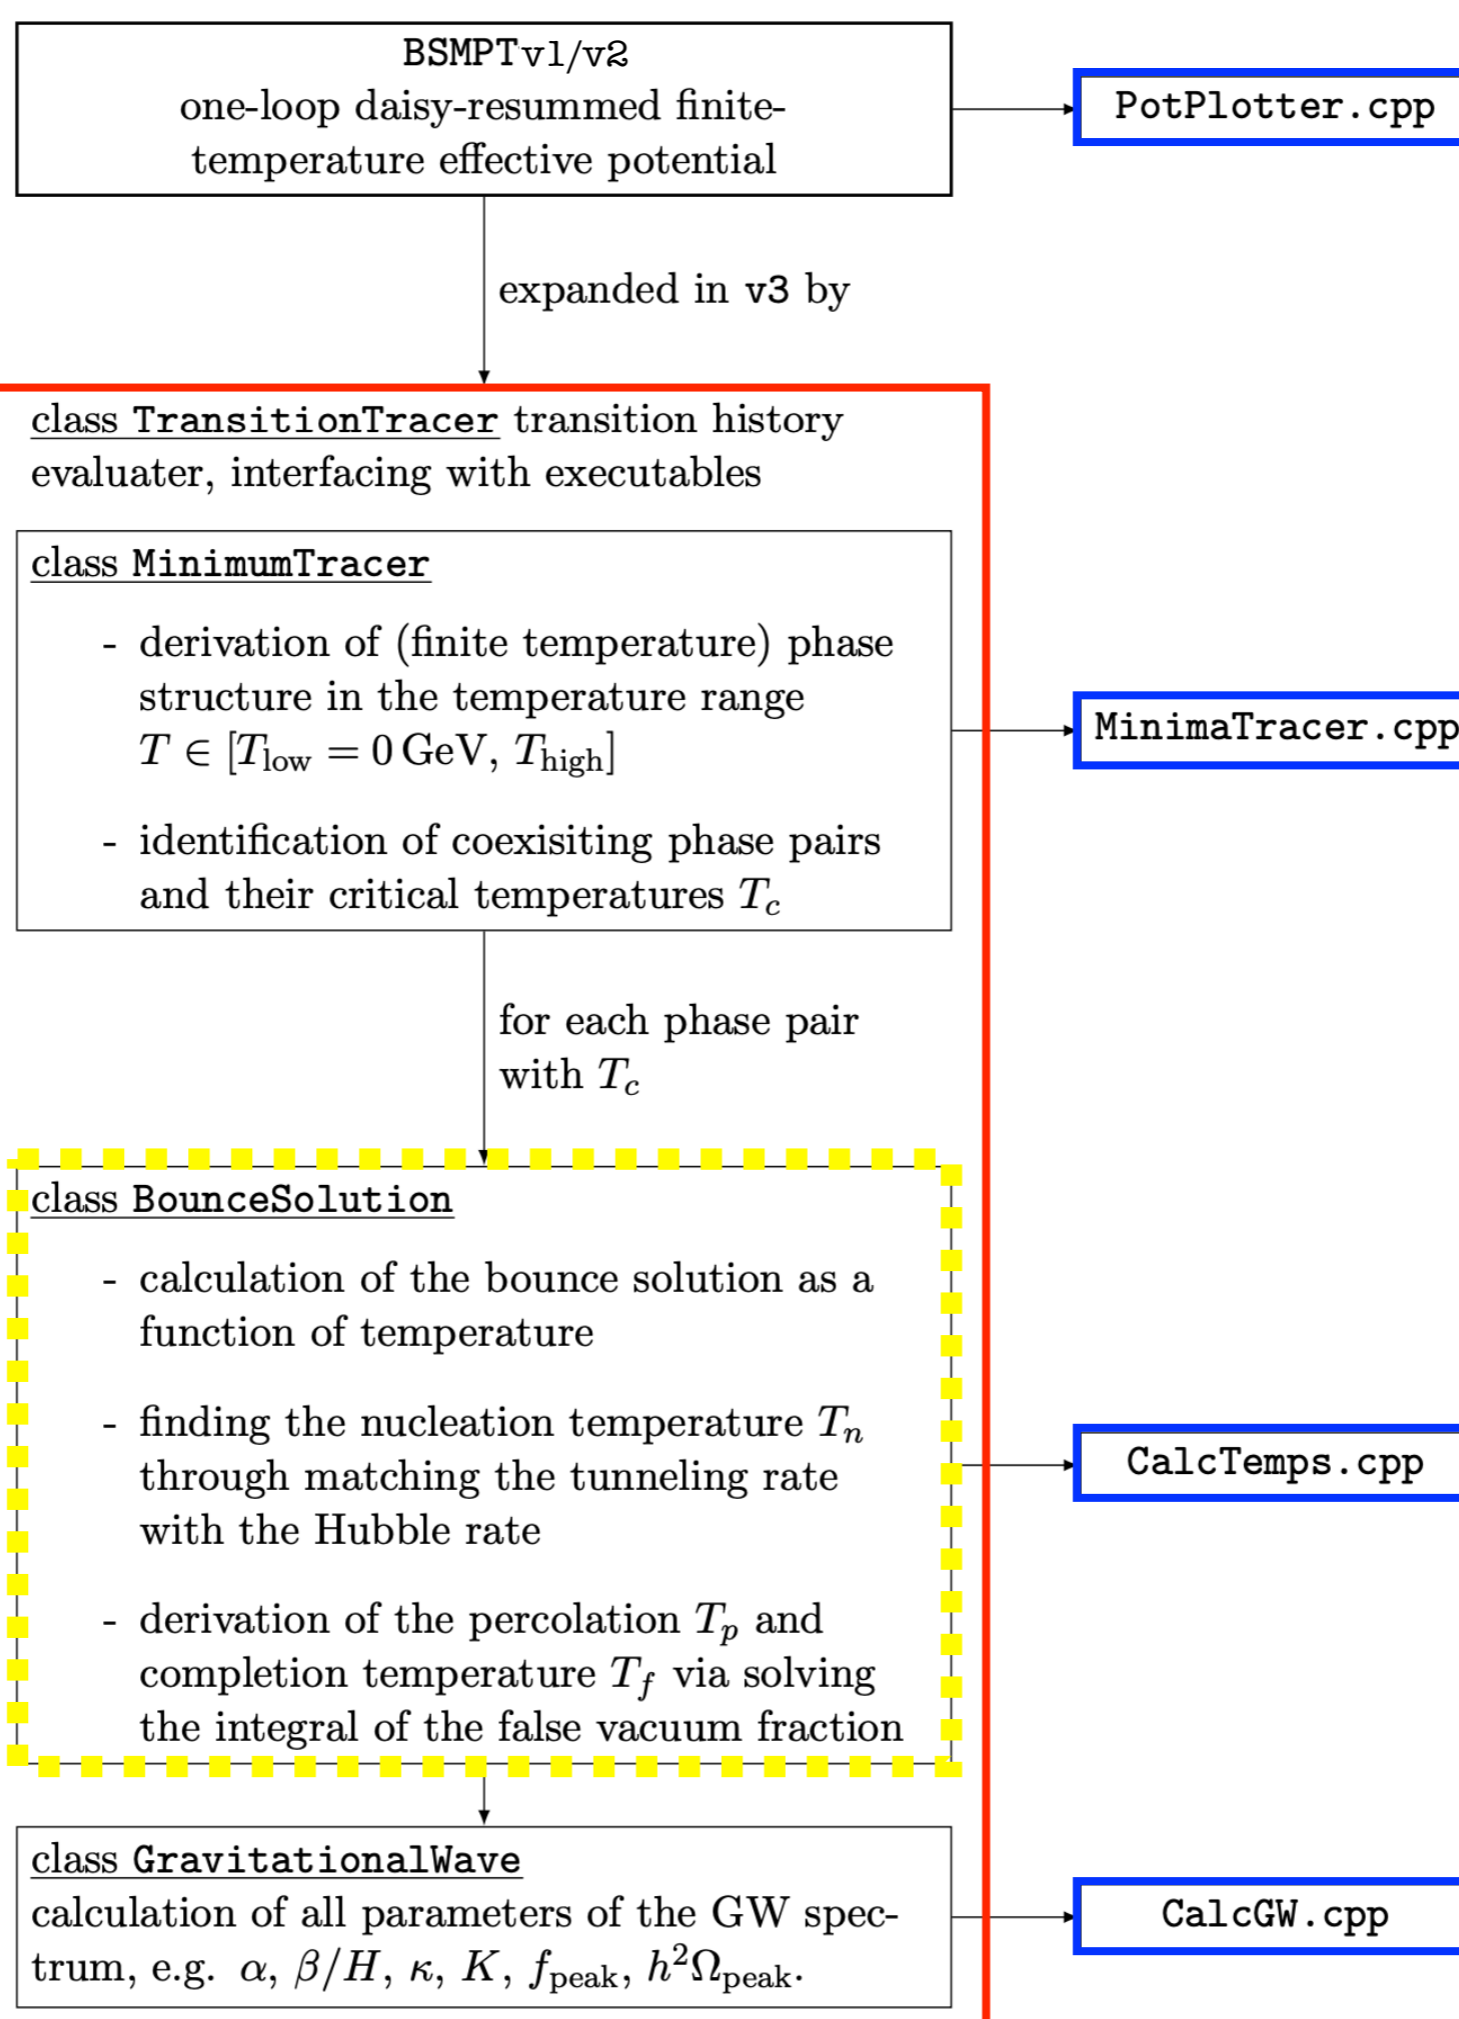 BSMPTv1/v2
one-loop daisy-resummed finite-
temperature effective potential
PotPlotter.cpp
expanded in v3 by
class TransitionTracer transition history
evaluater, interfacing with executables
class MinimumTracer
- derivation of (finite temperature) phase
structure in the temperature range
T ∈ [T_low = 0 GeV, T_high]
- identification of coexisiting phase pairs
and their critical temperatures T_c
MinimaTracer.cpp
for each phase pair
with T_c
class BounceSolution
- calculation of the bounce solution as a
function of temperature
- finding the nucleation temperature T_n
through matching the tunneling rate
with the Hubble rate
- derivation of the percolation T_p and
completion temperature T_f via solving
the integral of the false vacuum fraction
CalcTemps.cpp
class GravitationalWave
calculation of all parameters of the GW spec-
trum, e.g. α, β/H, κ, K, f_peak, h²Ω_peak.
CalcGW.cpp